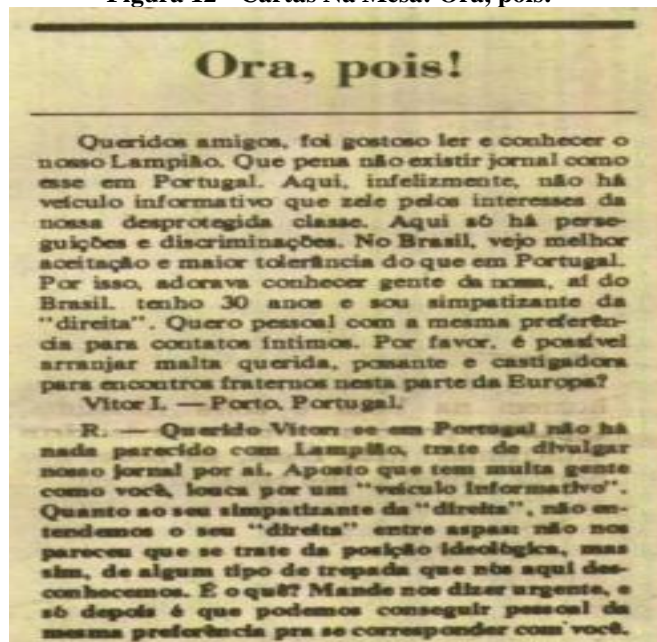 Figura 12 - Cartas Na Mesa: Ora, pois!
Ora, pois!
Queridos amigos, foi gostoso ler e conhecer o
nosso Lampião. Que pena não existir jornal como
esse em Portugal. Aqui, infelizmente, não há
veículo informativo que zele pelos interesses da
nossa desprotegida classe. Aqui só há perse-
guições e discriminações. No Brasil, vejo melhor
aceitação e maior tolerância do que em Portugal.
Por isso, adorava conhecer gente da nossa, aí do
Brasil. tenho 30 anos e sou simpatizante da
"direita". Quero pessoal com a mesma preferên-
cia para contatos íntimos. Por favor, é possível
arranjar malta querida, possante e castigadora
para encontros fraternos nesta parte da Europa?
Vitor I. — Porto, Portugal.
R. — Querido Vitor: se em Portugal não há
nada parecido com Lampião, trate de divulgar
nosso jornal por aí. Aposto que tem muita gente
como você, louca por um "veículo informativo".
Quanto ao seu simpatizante da "direita", não en-
tendemos o seu "direita" entre aspas: não nos
pareceu que se trate da posição ideológica, mas
sim, de algum tipo de trepada que nós aqui des-
conhecemos. É o quê? Mande nos dizer urgente, e
só depois é que podemos conseguir pessoal da
mesma preferência pra se corresponder com você.